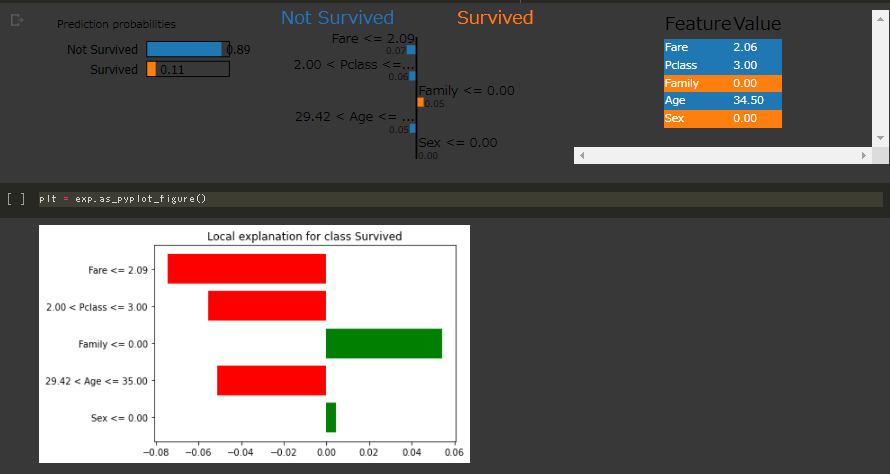 Prediction probabilities
Not Survived 0.89
Survived 0.11
Not Survived Survived
Fare <= 2.09
0.07
2.00 < Pclass <=...
0.06
Family <= 0.00
0.05
29.42 < Age <= ...
0.05
Sex <= 0.00
0.00
Feature Value
Fare 2.06
Pclass 3.00
Family 0.00
Age 34.50
Sex 0.00
[ ] plt = exp.as_pyplot_figure()
Local explanation for class Survived
Fare <= 2.09
2.00 < Pclass <= 3.00
Family <= 0.00
29.42 < Age <= 35.00
Sex <= 0.00
−0.08 −0.06 −0.04 −0.02 0.00 0.02 0.04 0.06